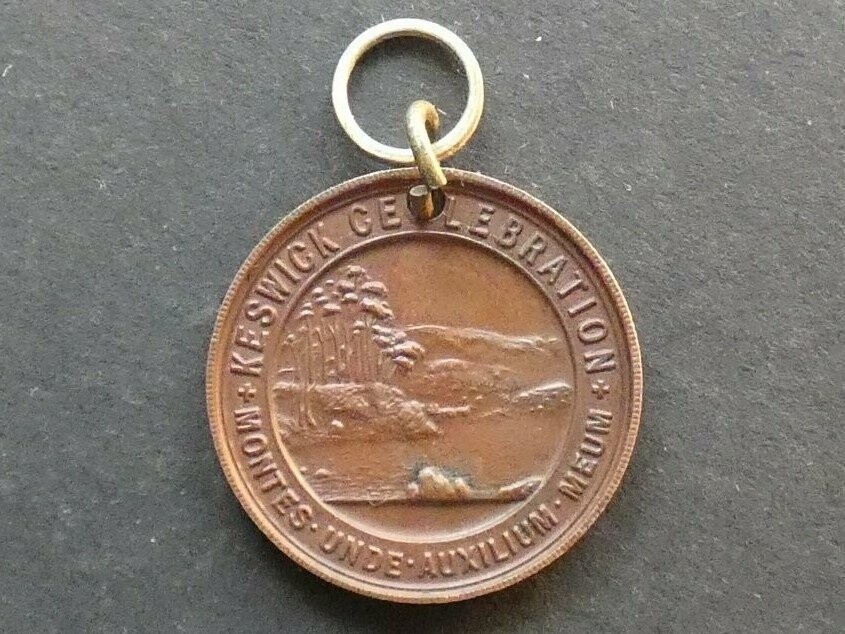 KESWICK CELEBRATION
MONTES · UNDE · AUXILIUM · MEUM